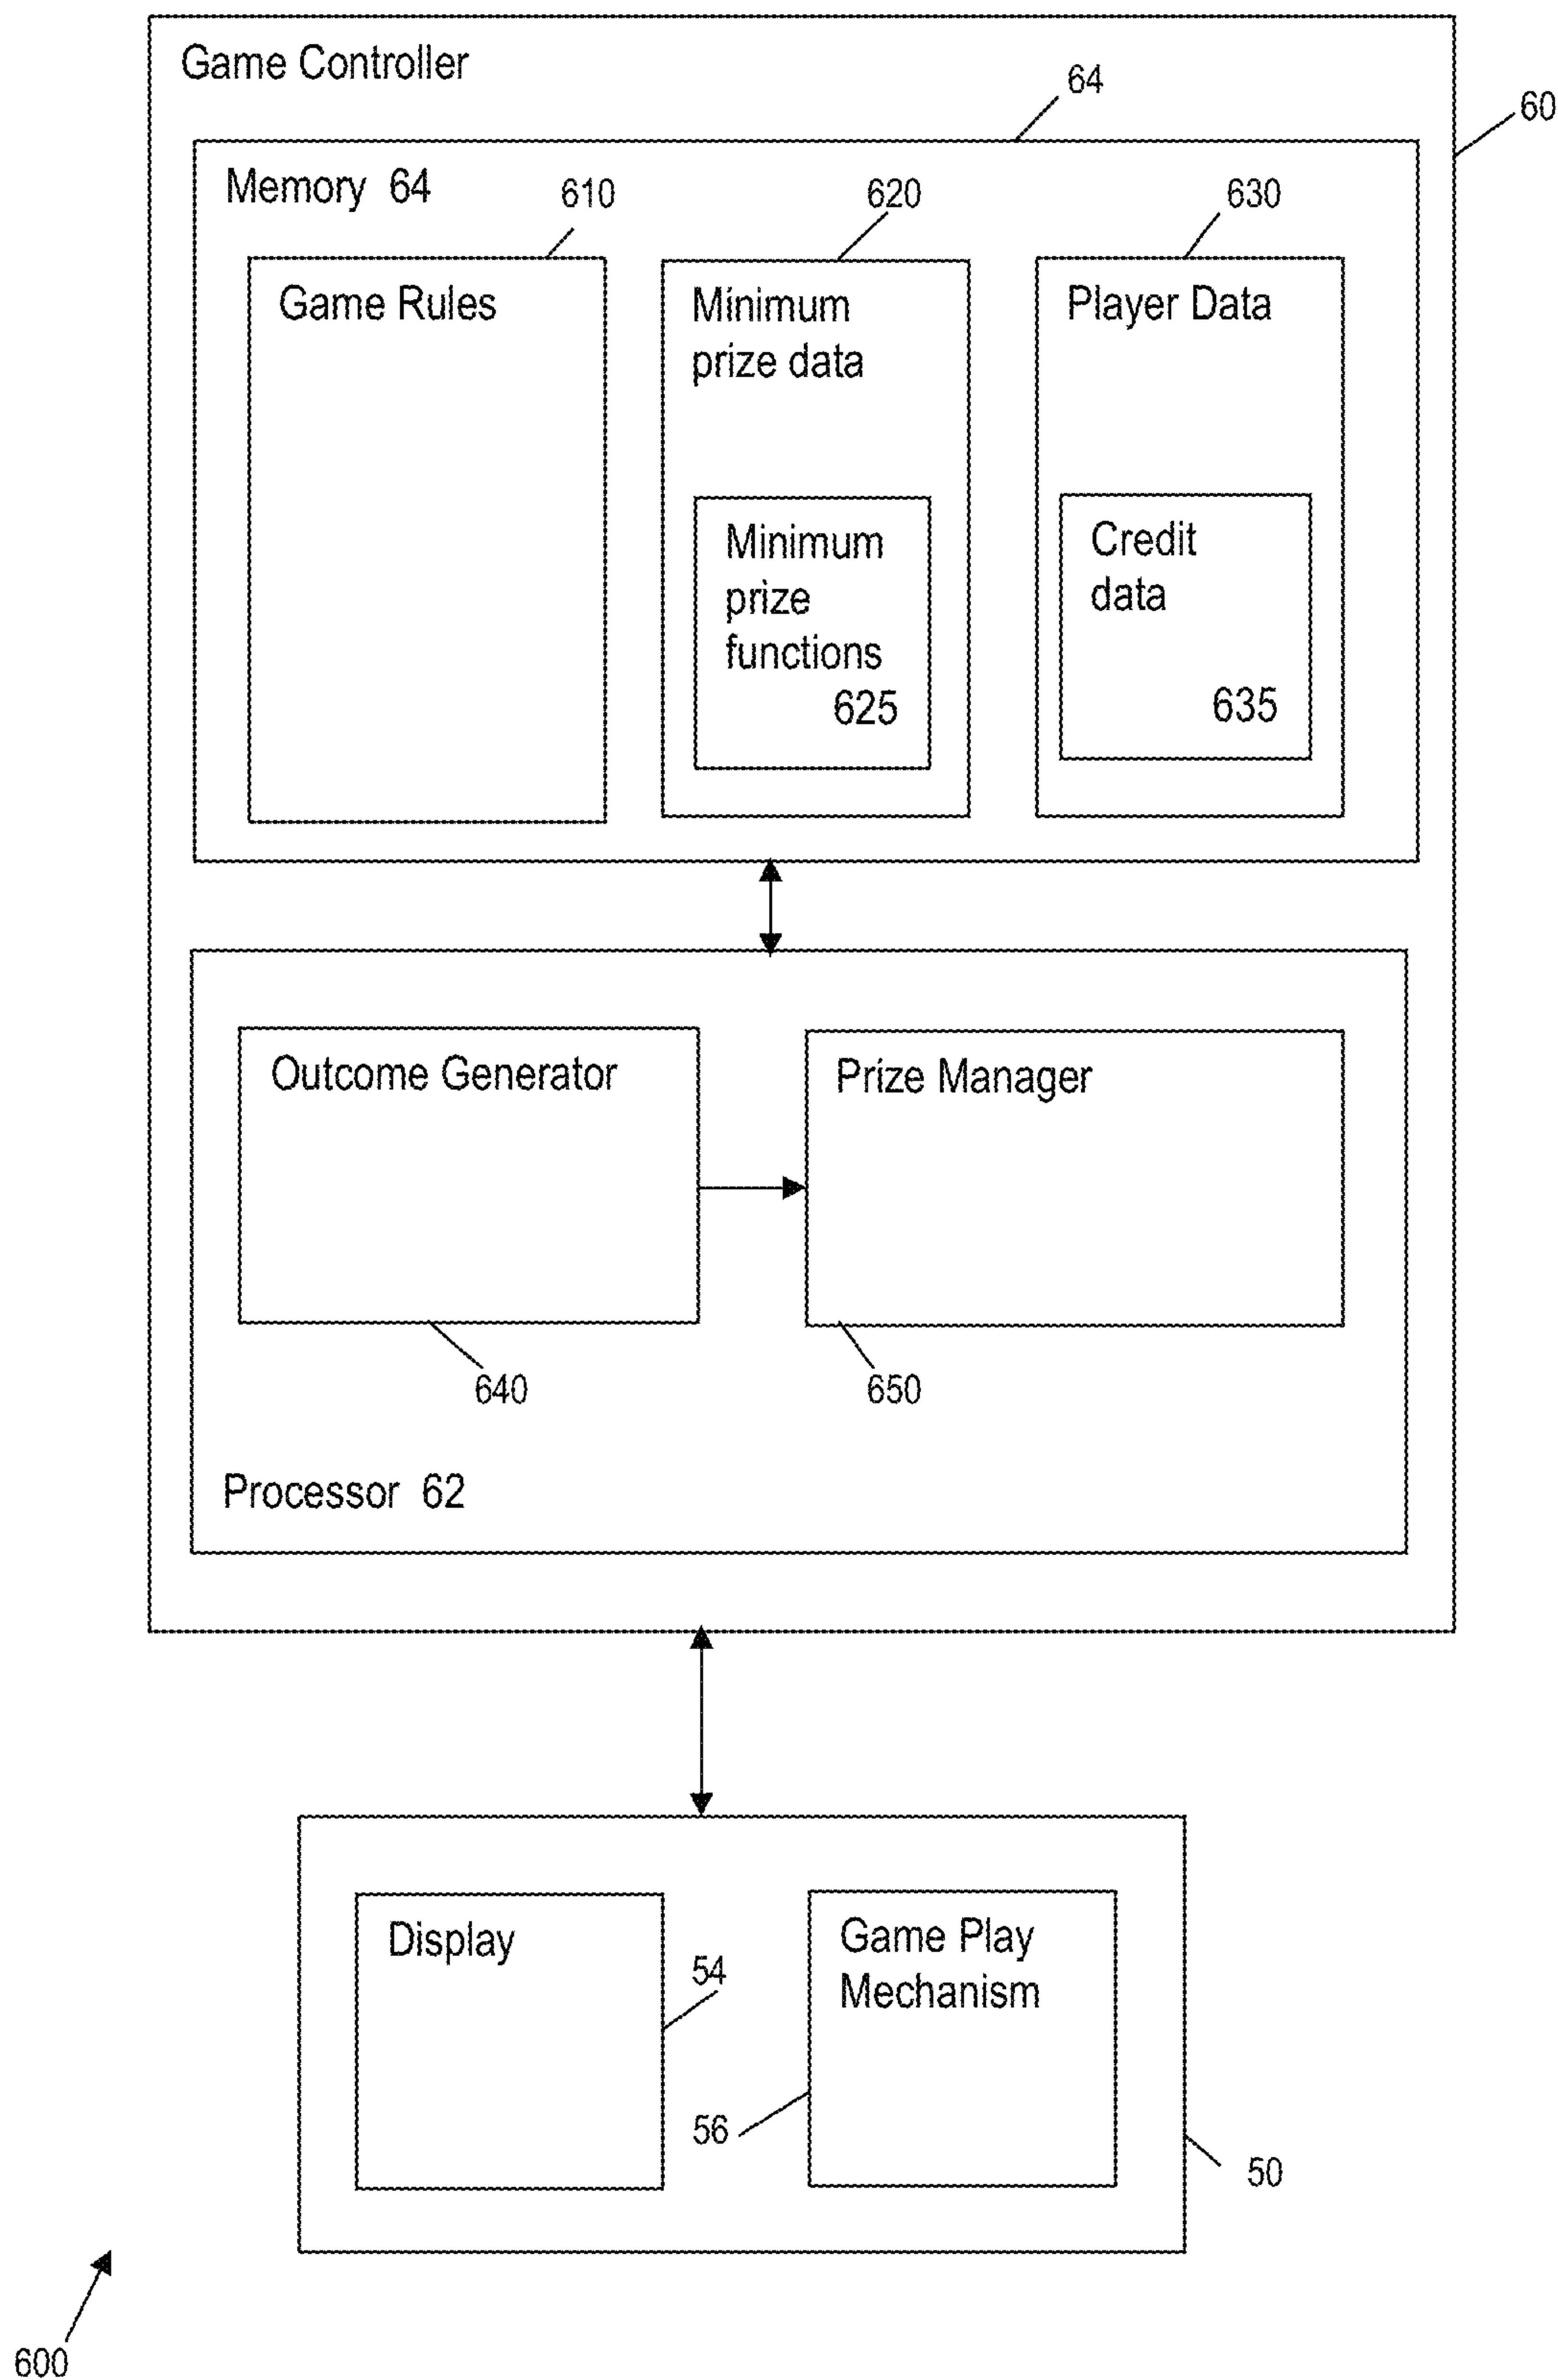 Game Controller
64
60
Memory 64
610
620
630
Game Rules
Minimum
prize data
Player Data
Minimum
prize
functions
625
Credit
data
635
Outcome Generator
Prize Manager
640
650
Processor 62
Display
54
Game Play
Mechanism
56
50
600